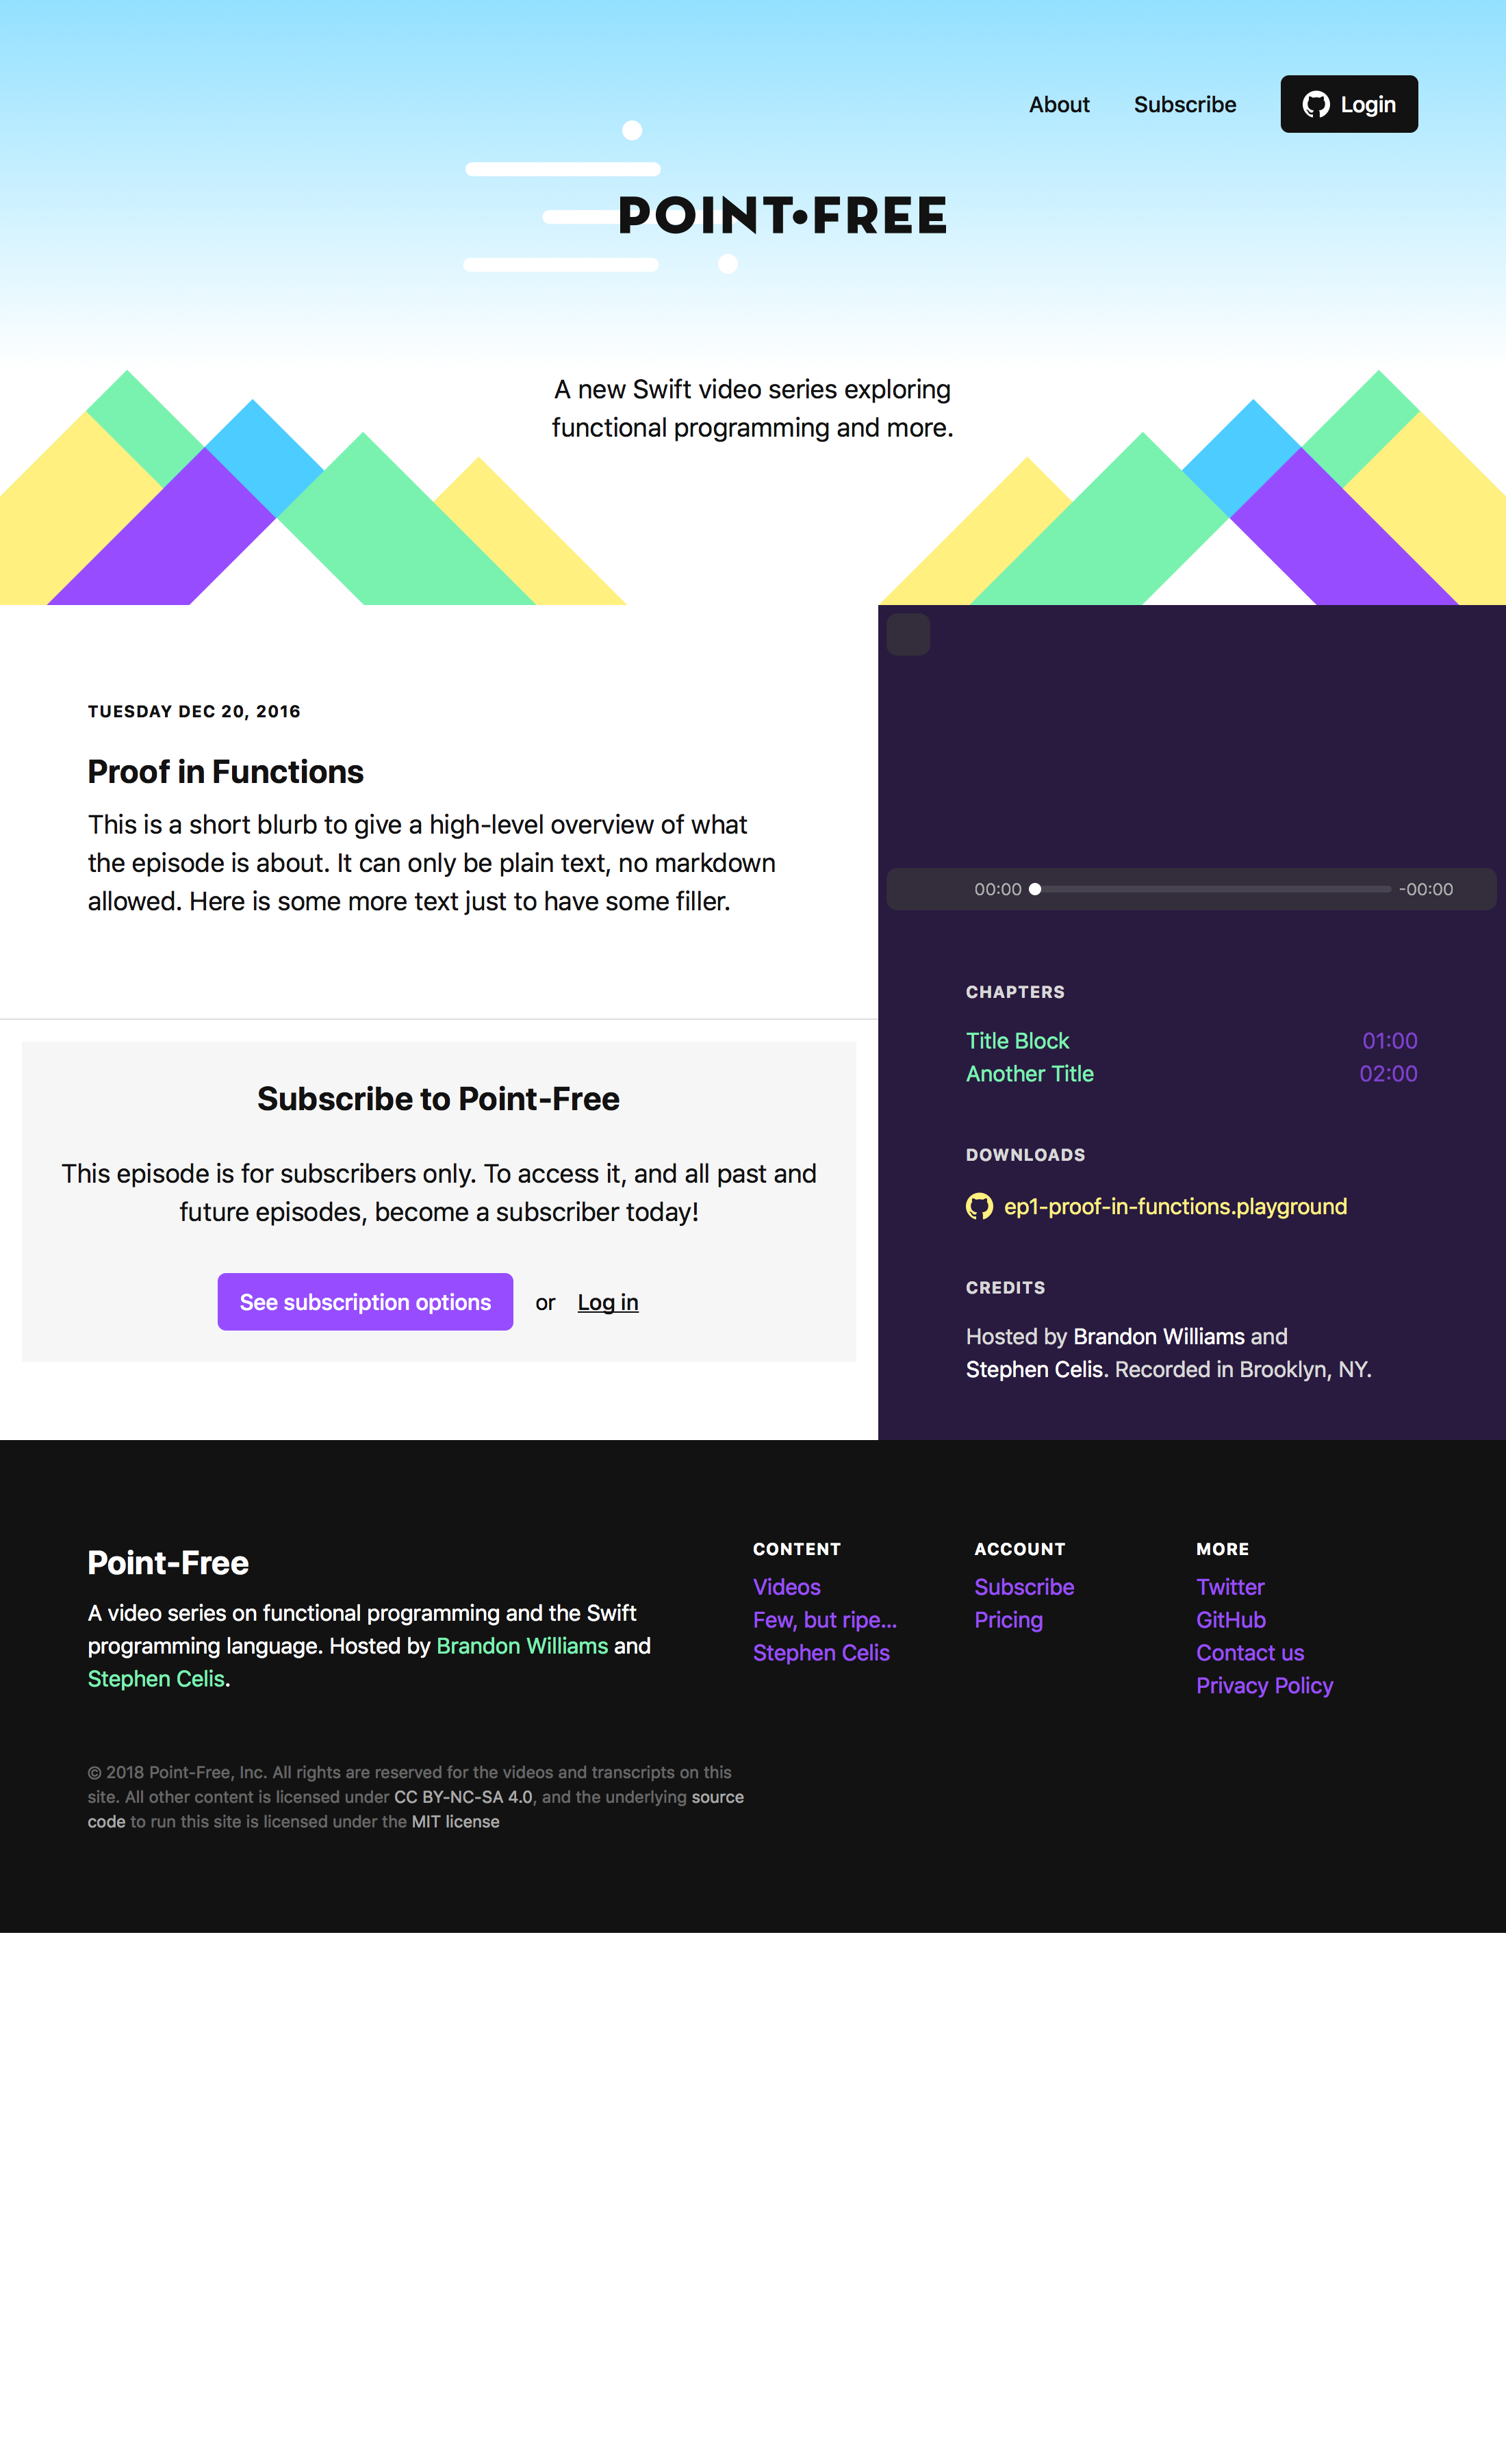 About
Subscribe
Login
POINT•FREE
A new Swift video series exploring
functional programming and more.
TUESDAY DEC 20, 2016
Proof in Functions
This is a short blurb to give a high-level overview of what
the episode is about. It can only be plain text, no markdown
allowed. Here is some more text just to have some filler.
Subscribe to Point-Free
This episode is for subscribers only. To access it, and all past and
future episodes, become a subscriber today!
See subscription options or Log in
00:00 -00:00
CHAPTERS
Title Block 01:00
Another Title 02:00
DOWNLOADS
ep1-proof-in-functions.playground
CREDITS
Hosted by Brandon Williams and
Stephen Celis. Recorded in Brooklyn, NY.
Point-Free
A video series on functional programming and the Swift
programming language. Hosted by Brandon Williams and
Stephen Celis.
CONTENT
Videos
Few, but ripe...
Stephen Celis
ACCOUNT
Subscribe
Pricing
MORE
Twitter
GitHub
Contact us
Privacy Policy
© 2018 Point-Free, Inc. All rights are reserved for the videos and transcripts on this
site. All other content is licensed under CC BY-NC-SA 4.0, and the underlying source
code to run this site is licensed under the MIT license